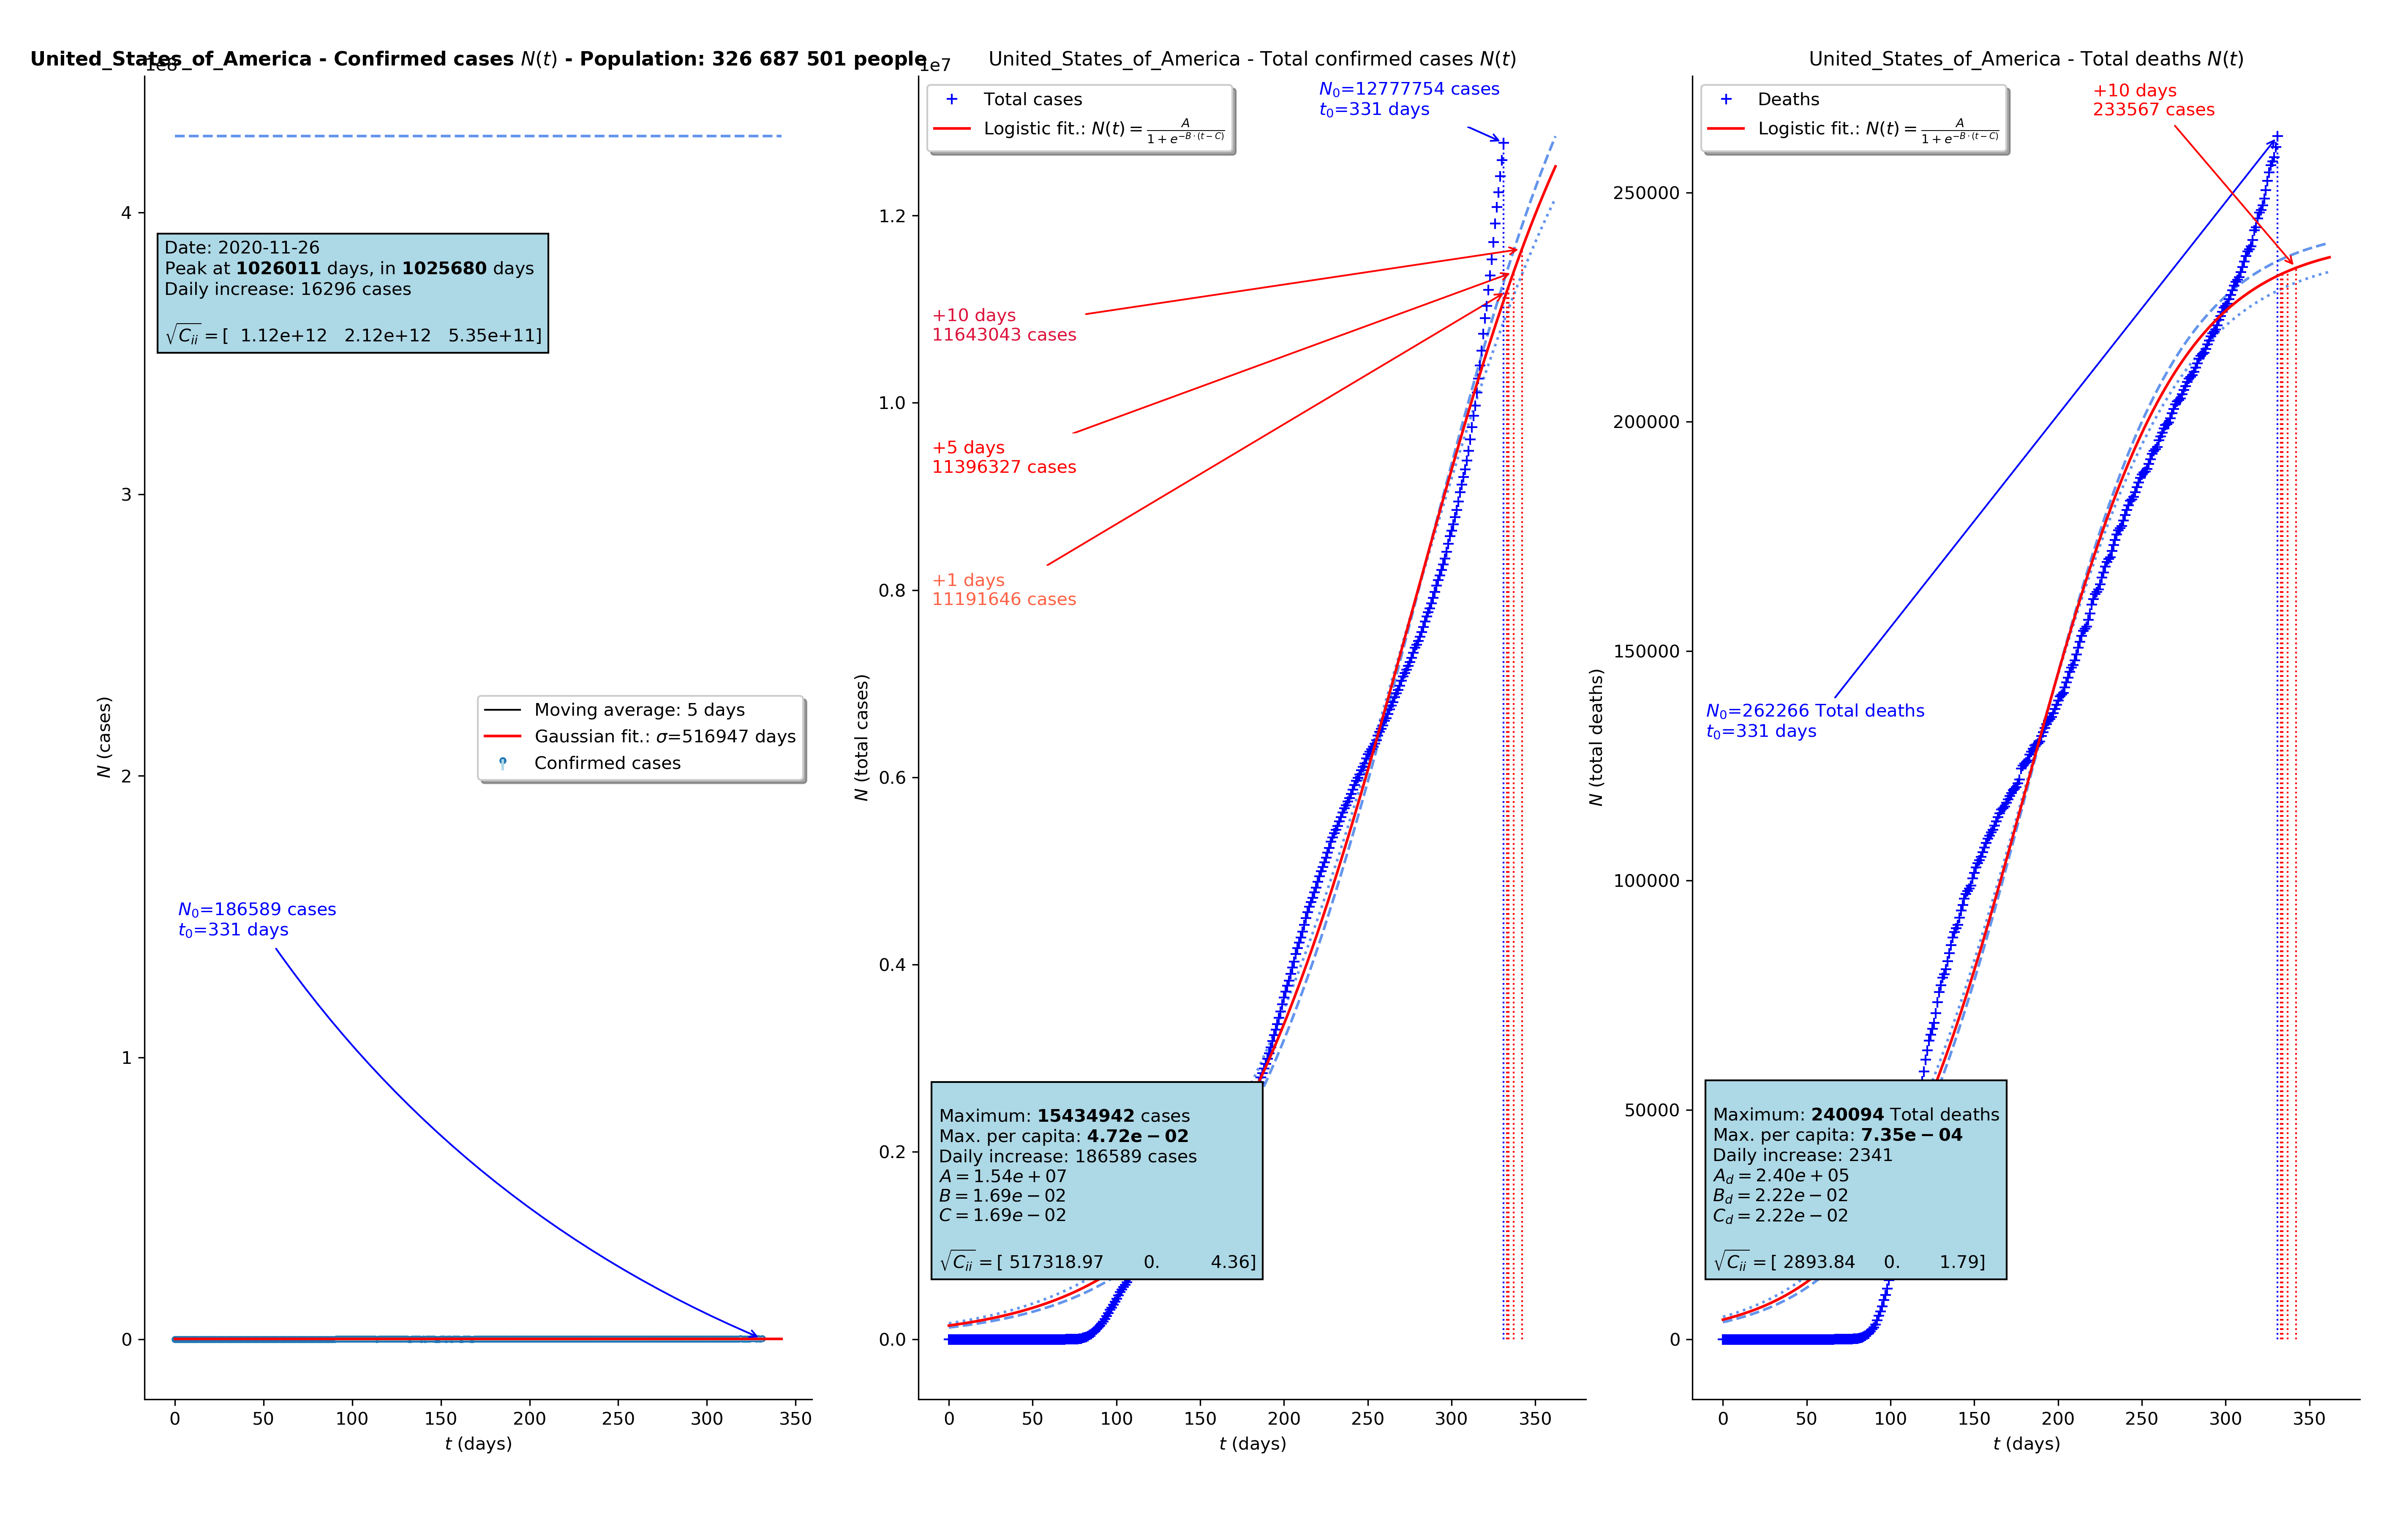 United_States_of_America - Confirmed cases N(t) - Population: 326 687 501 people
4
3
2
1
0
N (cases)
Date: 2020-11-26
Peak at 1026011 days, in 1025680 days
Daily increase: 16296 cases
√C_ii = [ 1.12e+12 2.12e+12 5.35e+11]
Moving average: 5 days
Gaussian fit.: σ=516947 days
Confirmed cases
N₀=186589 cases
t₀=331 days
0 50 100 150 200 250 300 350
t (days)
United_States_of_America - Total confirmed cases N(t)
1e7
Total cases
Logistic fit.: N(t) = A / (1 + e^(−B·(t−C)))
N₀=12777754 cases
t₀=331 days
1.2
1.0
0.8
0.6
0.4
0.2
0.0
N (total cases)
+10 days
11643043 cases
+5 days
11396327 cases
+1 days
11191646 cases
Maximum: 15434942 cases
Max. per capita: 4.72e − 02
Daily increase: 186589 cases
A = 1.54e + 07
B = 1.69e − 02
C = 1.69e − 02
√C_ii = [ 517318.97 0. 4.36]
0 50 100 150 200 250 300 350
t (days)
United_States_of_America - Total deaths N(t)
Deaths
Logistic fit.: N(t) = A / (1 + e^(−B·(t−C)))
+10 days
233567 cases
250000
200000
150000
100000
50000
0
N (total deaths)
N₀=262266 Total deaths
t₀=331 days
Maximum: 240094 Total deaths
Max. per capita: 7.35e − 04
Daily increase: 2341
A_d = 2.40e + 05
B_d = 2.22e − 02
C_d = 2.22e − 02
√C_ii = [ 2893.84 0. 1.79]
0 50 100 150 200 250 300 350
t (days)